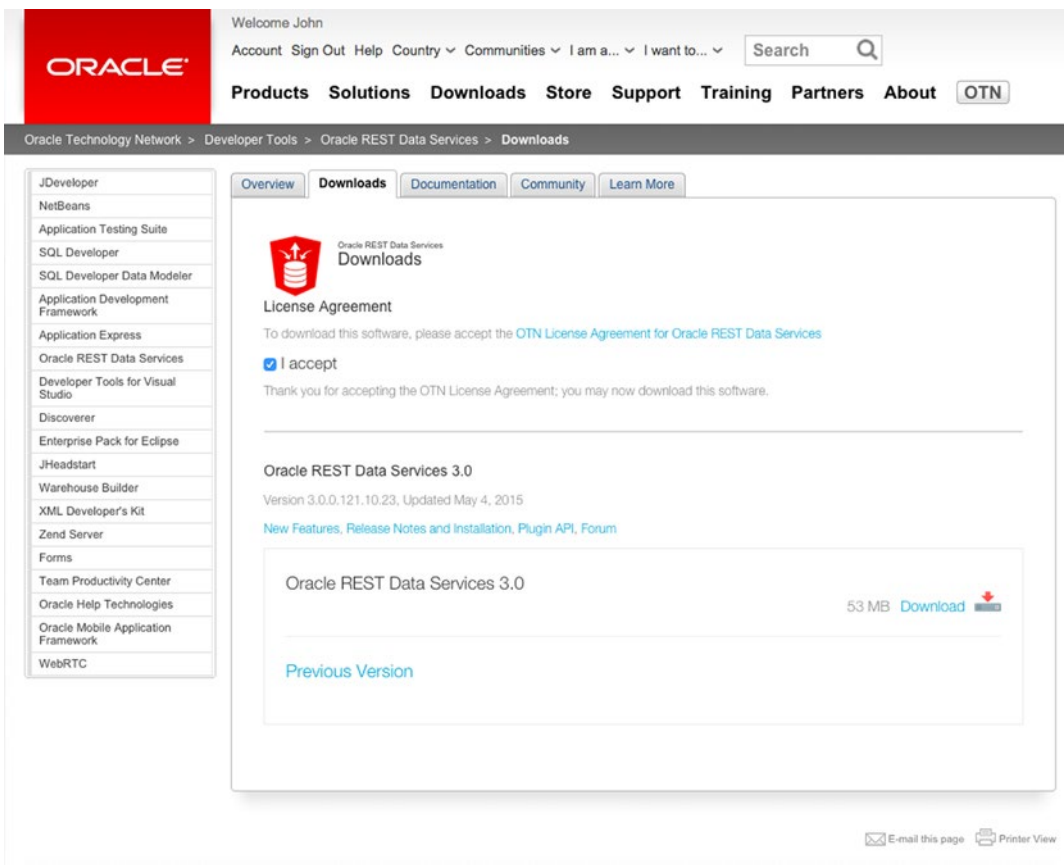 Welcome John
Account Sign Out Help Country Communities I am a... I want to... Search
ORACLE
Products Solutions Downloads Store Support Training Partners About OTN
Oracle Technology Network > Developer Tools > Oracle REST Data Services > Downloads
JDeveloper
NetBeans
Application Testing Suite
SQL Developer
SQL Developer Data Modeler
Application Development
Framework
Application Express
Oracle REST Data Services
Developer Tools for Visual
Studio
Discoverer
Enterprise Pack for Eclipse
JHeadstart
Warehouse Builder
XML Developer's Kit
Zend Server
Forms
Team Productivity Center
Oracle Help Technologies
Oracle Mobile Application
Framework
WebRTC
Overview Downloads Documentation Community Learn More
Oracle REST Data Services
Downloads
License Agreement
To download this software, please accept the OTN License Agreement for Oracle REST Data Services
I accept
Thank you for accepting the OTN License Agreement; you may now download this software.
Oracle REST Data Services 3.0
Version 3.0.0.121.10.23, Updated May 4, 2015
New Features, Release Notes and Installation, Plugin API, Forum
Oracle REST Data Services 3.0
53 MB Download
Previous Version
E-mail this page Printer View